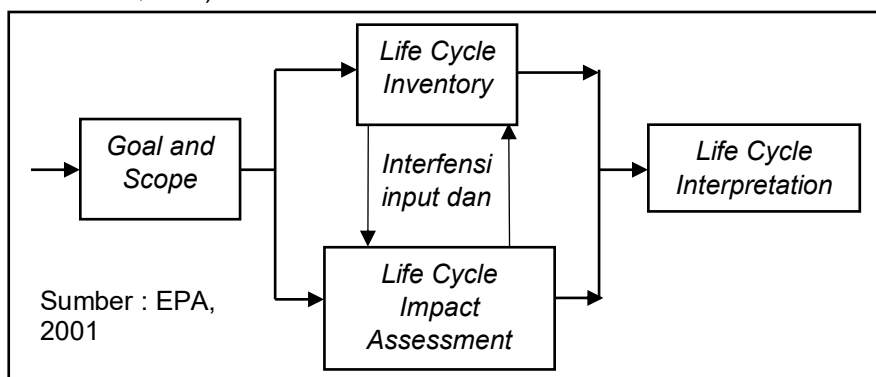 Life Cycle
Inventory
Goal and
Scope
Interfensi
input dan
Life Cycle
Interpretation
Life Cycle
Impact
Assessment
Sumber : EPA,
2001